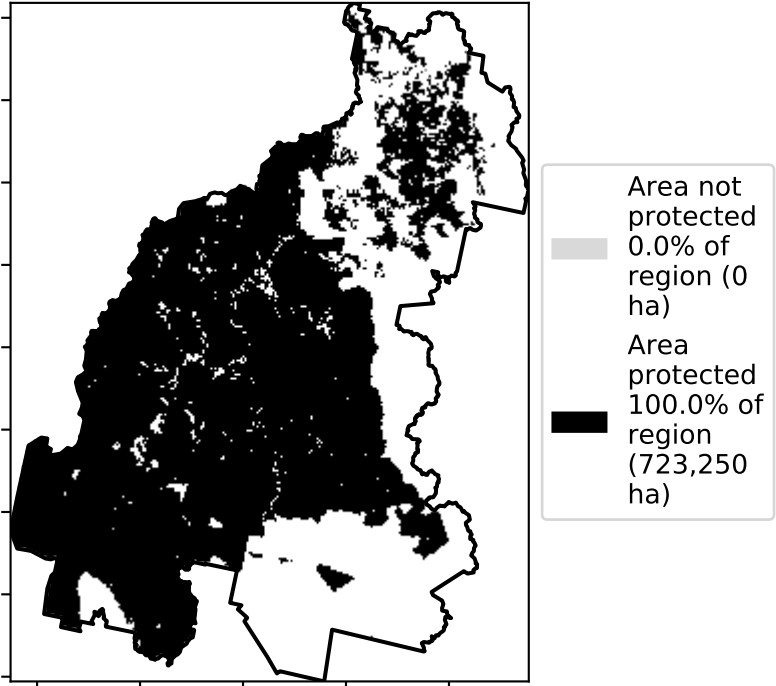 Area not
protected
0.0% of
region (0
ha)
Area
protected
100.0% of
region
(723,250
ha)